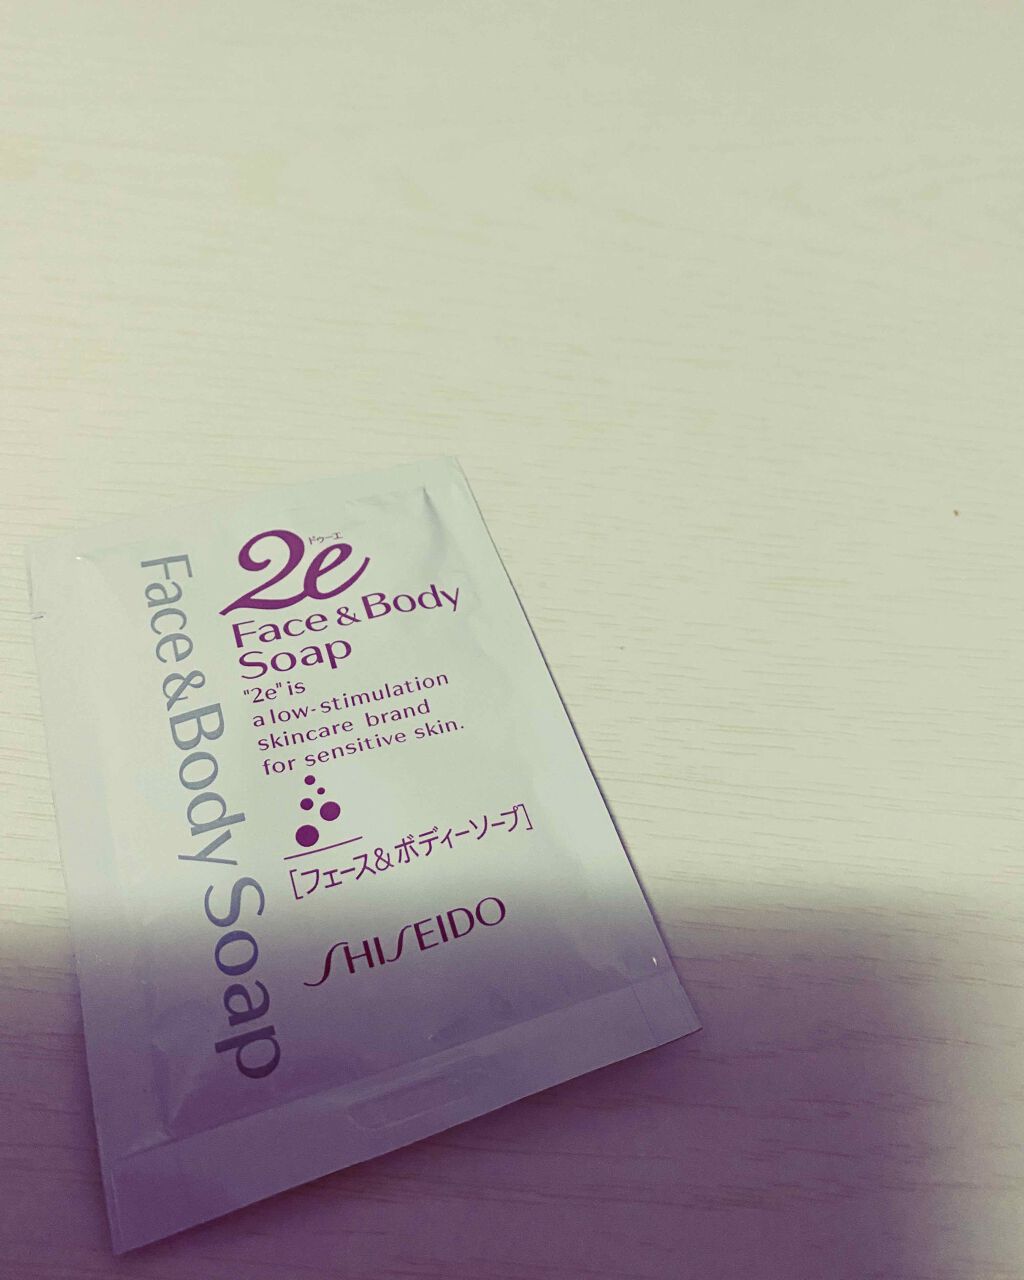 Face & Body Soap
2e
ドゥーエ
Face & Body
Soap
"2e" is
a low-stimulation
skincare brand
for sensitive skin.
[フェース&ボディーソープ]
SHISEIDO